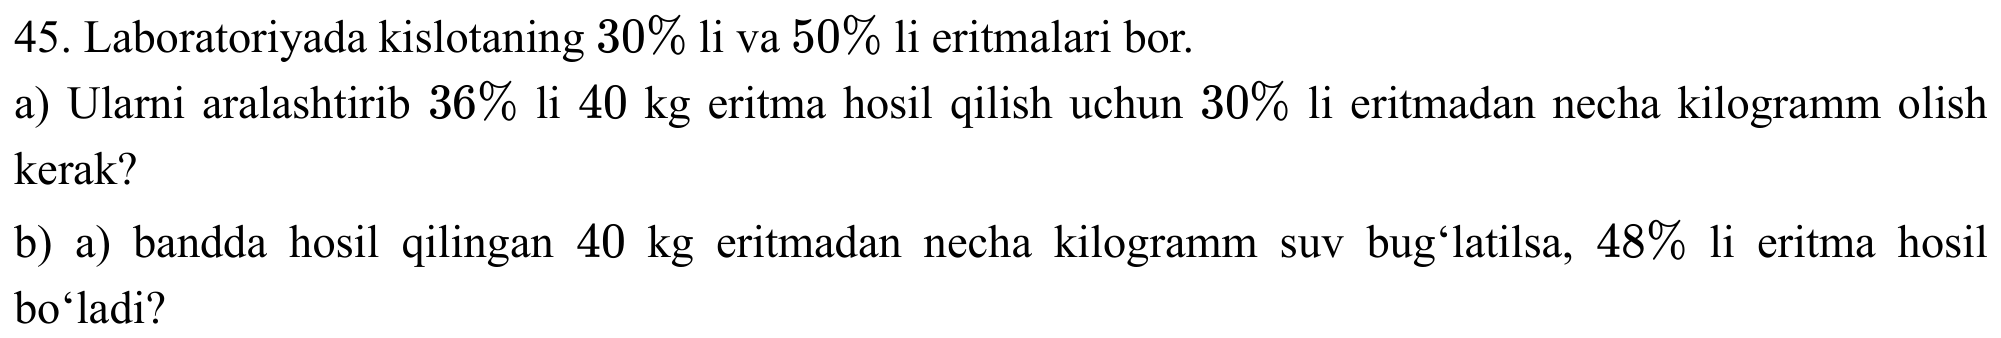 45. Laboratoriyada kislotaning 30% li va 50% li eritmalari bor.
a) Ularni aralashtirib 36% li 40 kg eritma hosil qilish uchun 30% li eritmadan necha kilogramm olish
kerak?
b) a) bandda hosil qilingan 40 kg eritmadan necha kilogramm suv bug‘latilsa, 48% li eritma hosil
bo‘ladi?